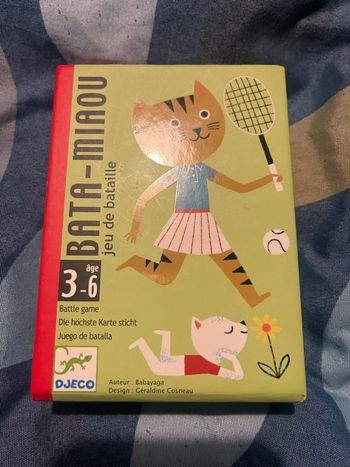 BATA-MIAOU
jeu de bataille
âge
3-6
Battle game
Die höchste Karte sticht
Juego de batalla
DJECO
Auteur : Babayaga
Design : Géraldine Cosneau